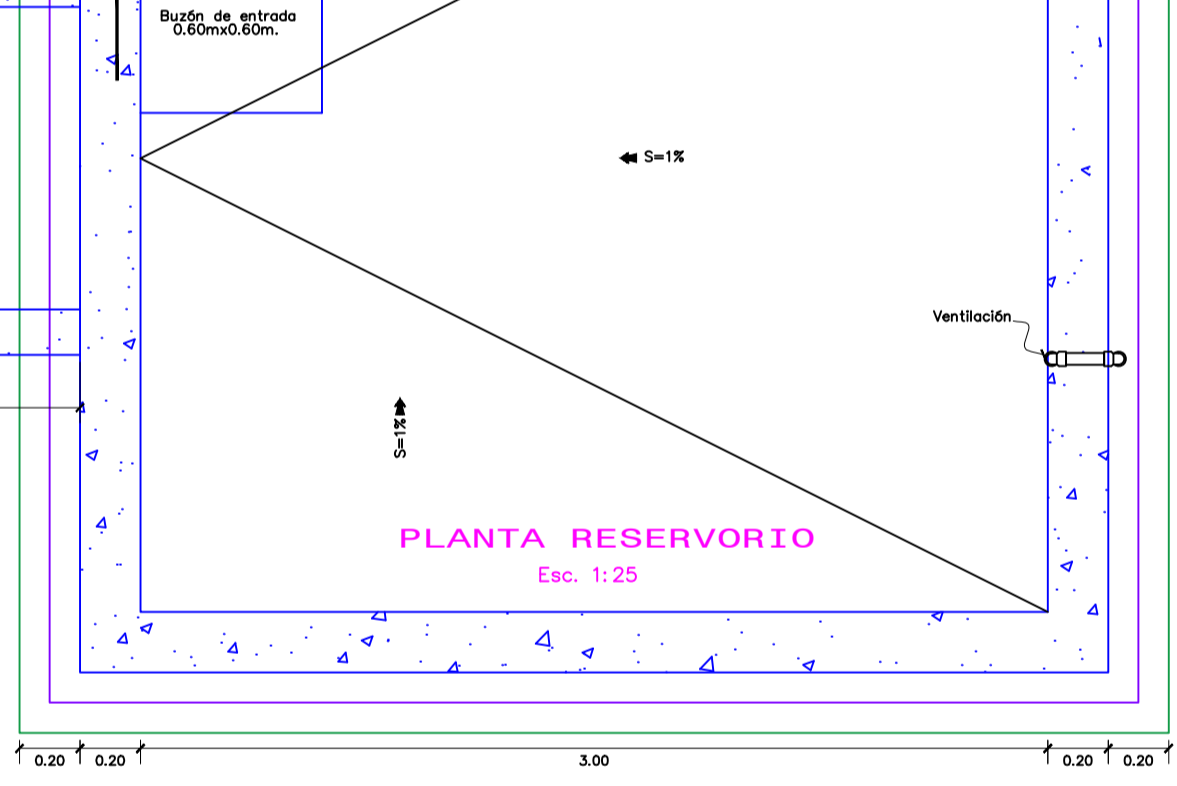 Buzón de entrada
0.60mx0.60m.
S=1%
Ventilación
S=1%
PLANTA RESERVORIO
Esc. 1:25
0.20 0.20 3.00 0.20 0.20